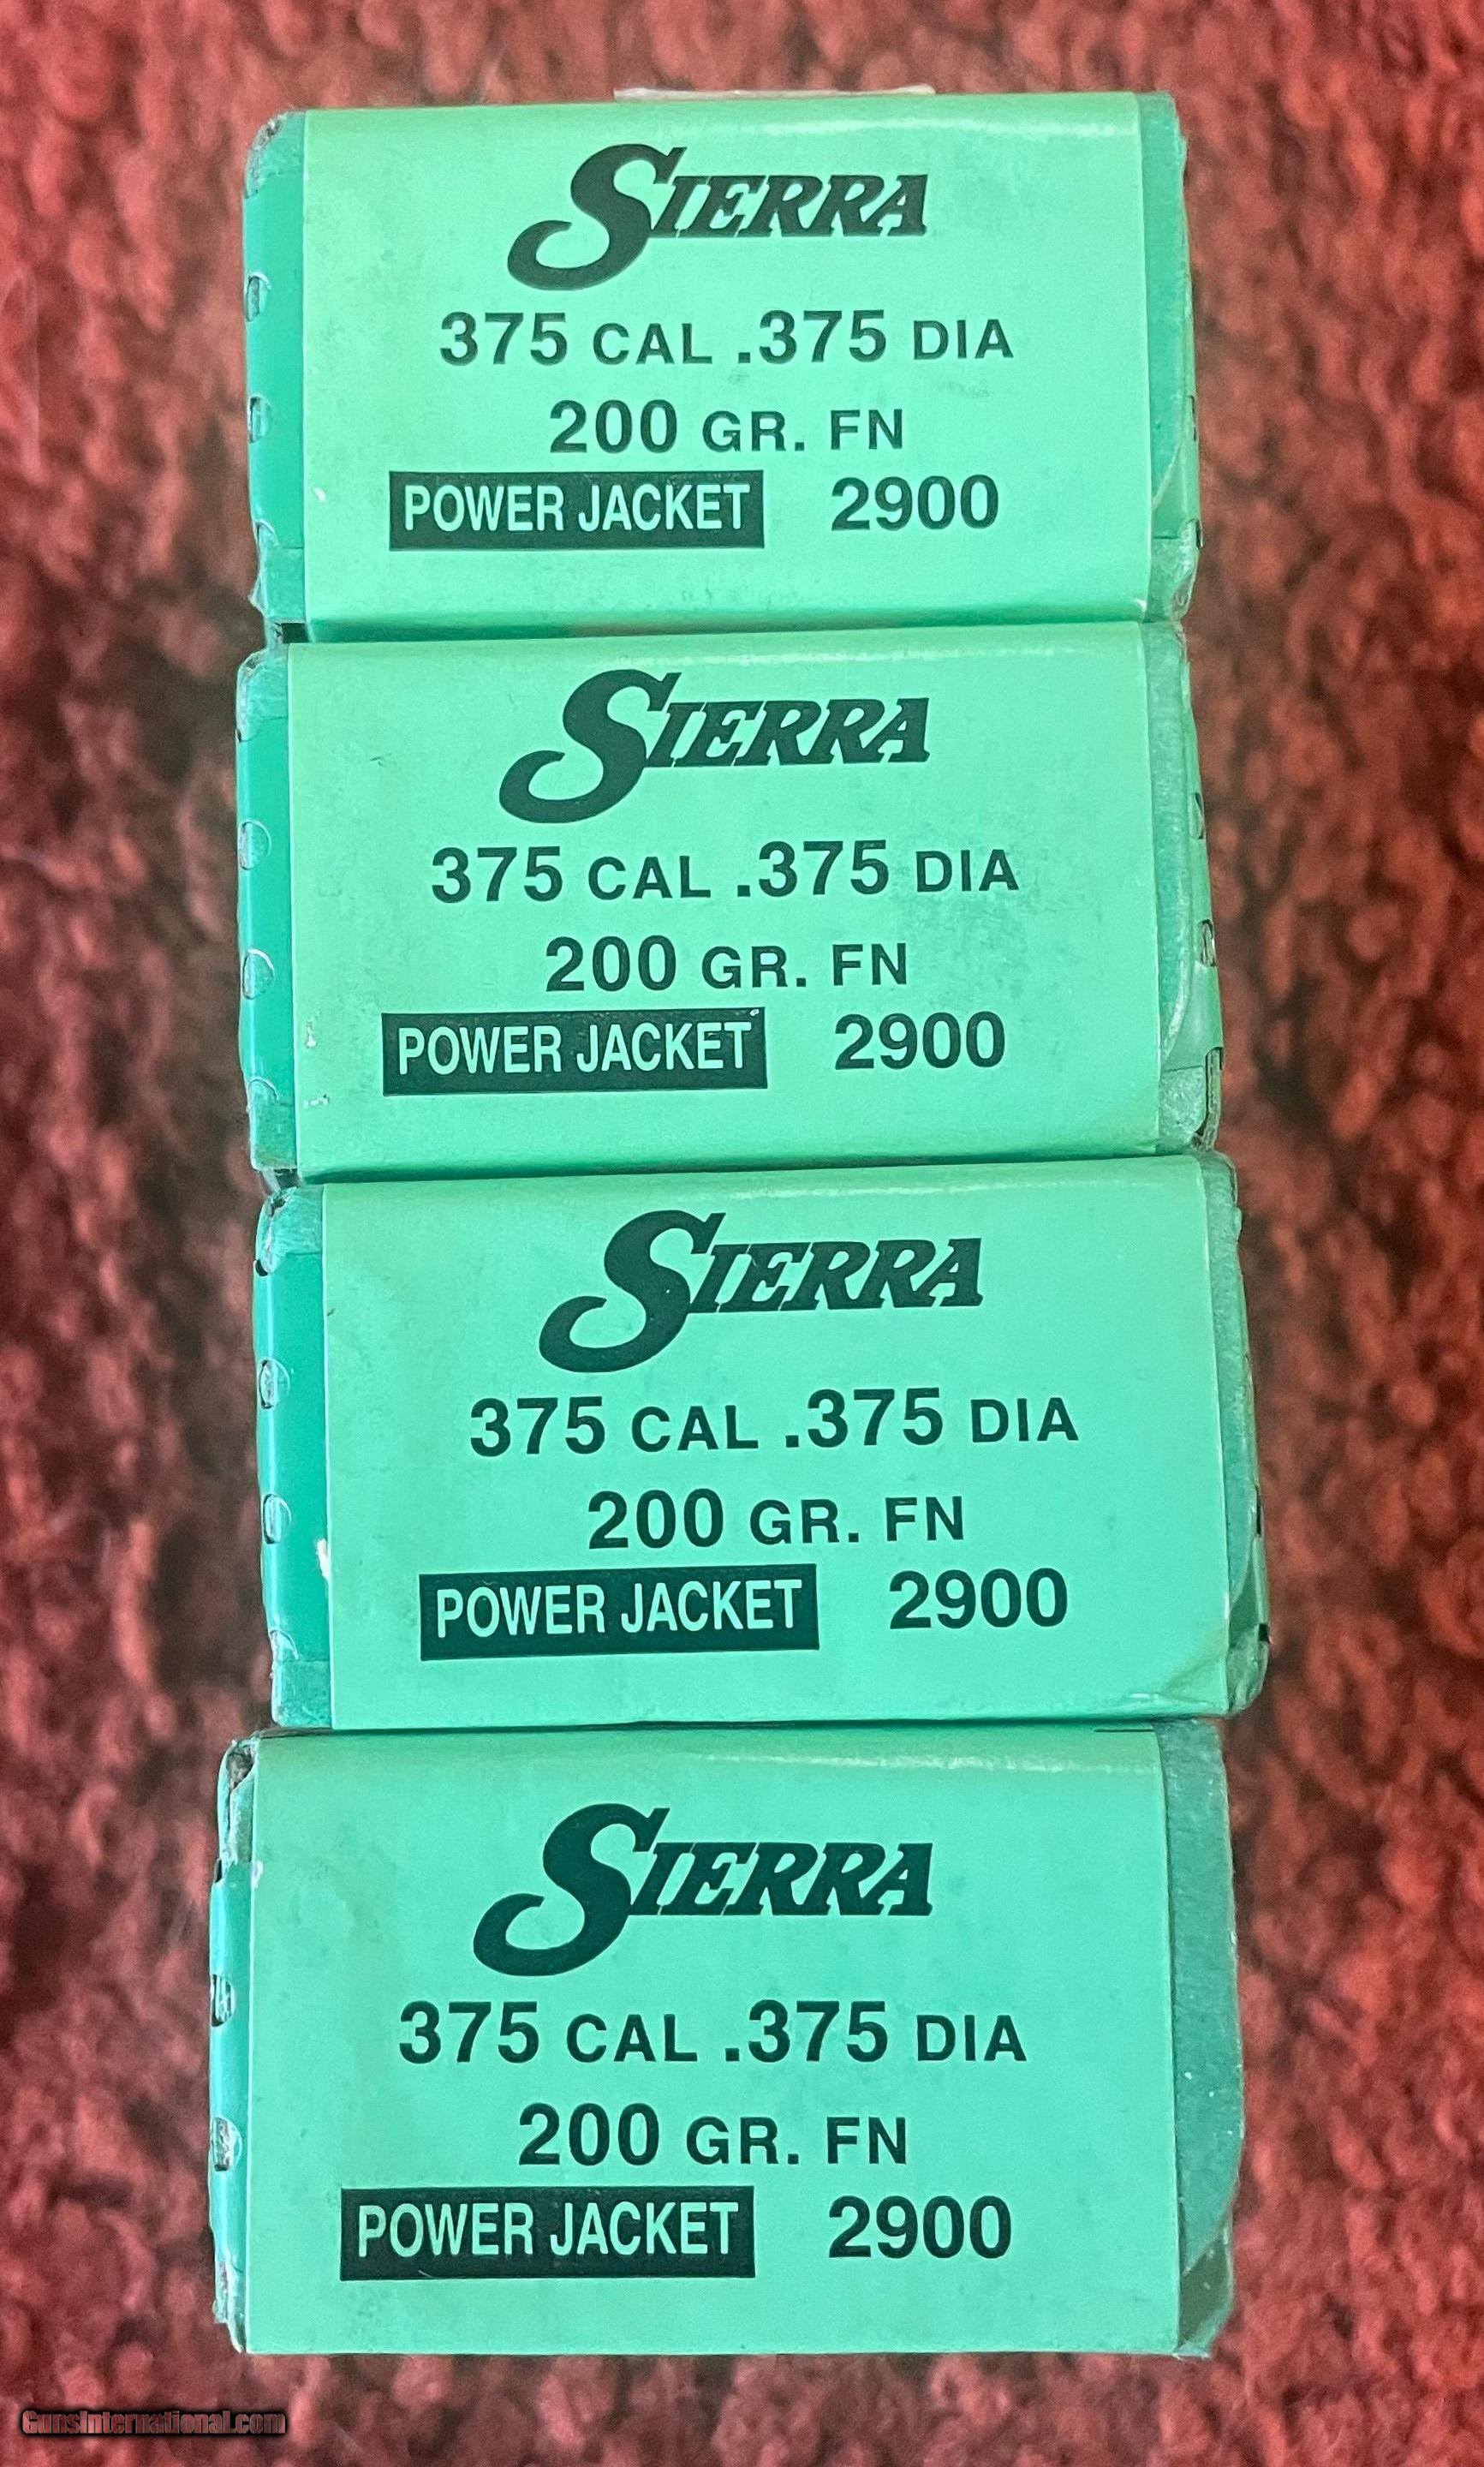 SIERRA
375 CAL .375 DIA
200 GR. FN
POWER JACKET 2900
SIERRA
375 CAL .375 DIA
200 GR. FN
POWER JACKET 2900
SIERRA
375 CAL .375 DIA
200 GR. FN
POWER JACKET 2900
SIERRA
375 CAL .375 DIA
200 GR. FN
POWER JACKET 2900
GunsInternational.com